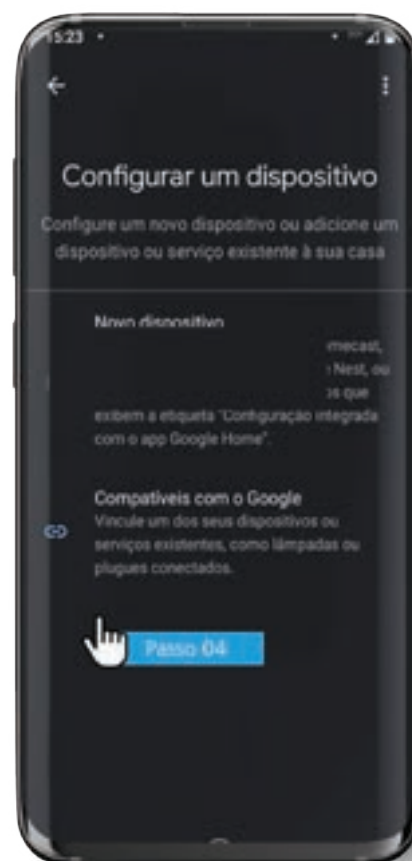 15:23
Configurar um dispositivo
Configure um novo dispositivo ou adicione um
dispositivo ou serviço existente à sua casa
Novo dispositivo
mecast,
Nest, ou
os que
exibem a etiqueta "Configuração integrada
com o app Google Home".
Compatíveis com o Google
Vincule um dos seus dispositivos ou
serviços existentes, como lâmpadas ou
plugues conectados.
Passo 04